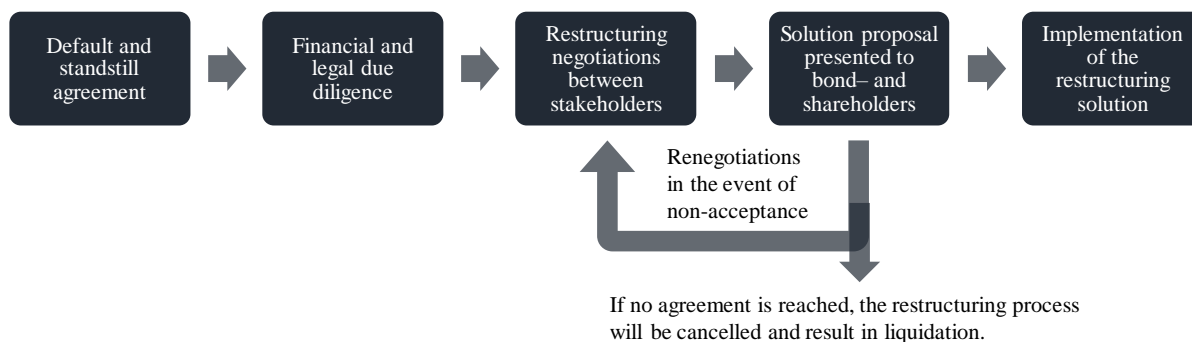 Default and
standstill
agreement
Financial and
legal due
diligence
Restructuring
negotiations
between
stakeholders
Solution proposal
presented to
bond– and
shareholders
Implementation
of the
restructuring
solution
Renegotiations
in the event of
non-acceptance
If no agreement is reached, the restructuring process
will be cancelled and result in liquidation.